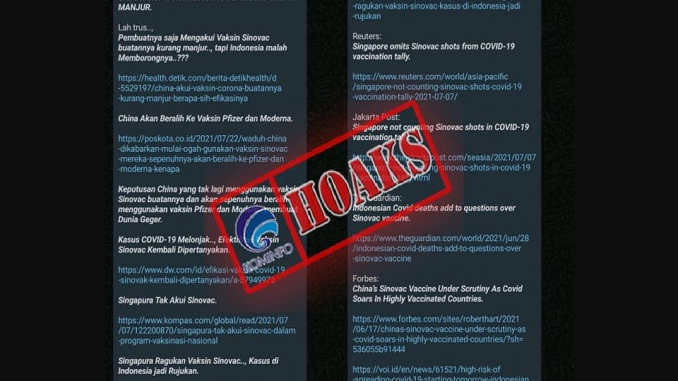 MANJUR.
Lah trus..,
Pembuatnya saja Mengakui Vaksin Sinovac
buatannya kurang manjur.., tapi Indonesia malah
Memborongnya..???
https://health.detik.com/berita-detikhealth/d
-5529197/china-akui-vaksin-corona-buatannya
-kurang-manjur-berapa-sih-efikasinya
China Akan Beralih Ke Vaksin Pfizer dan Moderna.
https://poskota.co.id/2021/07/22/waduh-china
-dikabarkan-mulai-ogah-gunakan-vaksin-sinovac
-mereka-sepenuhnya-akan-beralih-ke-pfizer-dan
-moderna-kenapa
Keputusan China yang tak lagi menggunakan vaksin
Sinovac buatannya dan akan sepenuhnya beralih
menggunakan vaksin Pfizer dan Moderna membuat
Dunia Geger.
Kasus COVID-19 Melonjak.., Vaksin
Sinovac Kembali Dipertanyakan.
https://www.dw.com/id/efikasi-vaksin-covid-19
-sinovak-kembali-dipertanyakan/
Singapura Tak Akui Sinovac.
https://www.kompas.com/global/read/2021/07
/07/122200870/singapura-tak-akui-sinovac-dalam
-program-vaksinasi-nasional
Singapura Ragukan Vaksin Sinovac.., Kasus di
Indonesia jadi Rujukan.
-ragukan-vaksin-sinovac-kasus-di-indonesia-jadi
-rujukan
Reuters:
Singapore omits Sinovac shots from COVID-19
vaccination tally.
https://www.reuters.com/world/asia-pacific
/singapore-not-counting-sinovac-shots-covid-19
-vaccination-tally-2021-07-07/
Jakarta Post:
Singapore not counting Sinovac shots in COVID-19
vaccination
post.com/seasia/2021/07/07
-sinovac-shots-in-covid-19
html
Guardian:
Indonesian Covid deaths add to questions over
Sinovac vaccine.
https://www.theguardian.com/world/2021/jun/28
/indonesian-covid-deaths-add-to-questions-over
-sinovac-vaccine
Forbes:
China's Sinovac Vaccine Under Scrutiny As Covid
Soars In Highly Vaccinated Countries.
https://www.forbes.com/sites/roberthart/2021
/06/17/chinas-sinovac-vaccine-under-scrutiny-as
-covid-soars-in-highly-vaccinated-countries/?sh=
536055b91444
https://voi.id/en/news/61521/high-risk-of
-spreading-covid-19-starting-tomorrow-indonesian
KOMINFO
HOAKS